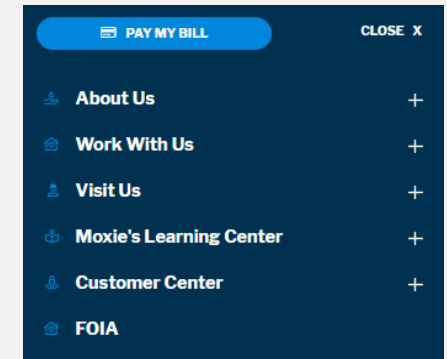 PAY MY BILL
CLOSE X
About Us +
Work With Us +
Visit Us +
Moxie's Learning Center +
Customer Center +
FOIA